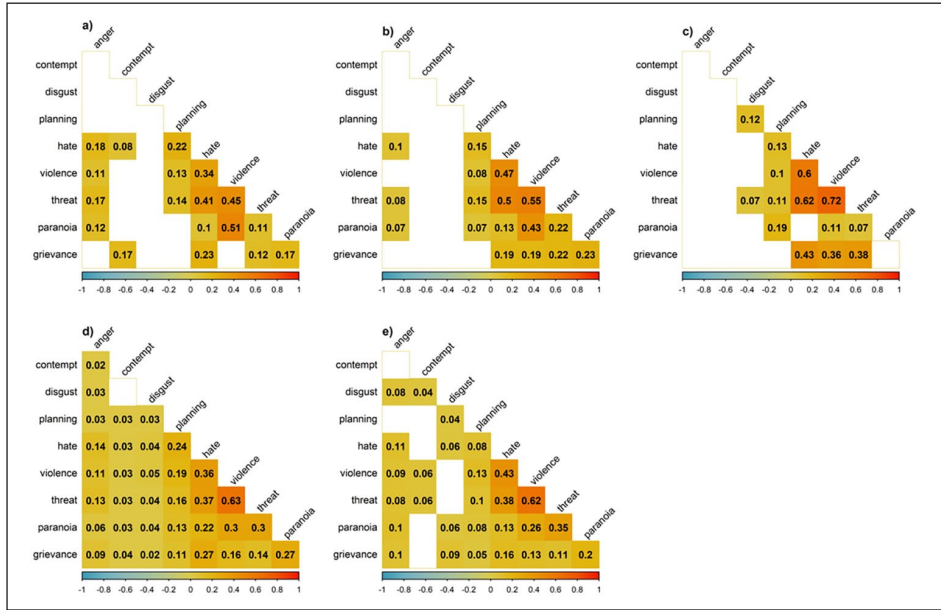 a)
anger
contempt
contempt
disgust
disgust
planning
planning
hate 0.18 0.08 0.22
hate
violence 0.11 0.13 0.34
violence
threat 0.17 0.14 0.41 0.45
threat
paranoia 0.12 0.1 0.51 0.11
paranoia
grievance 0.17 0.23 0.12 0.17
-1 -0.8 -0.6 -0.4 -0.2 0 0.2 0.4 0.6 0.8 1
b)
anger
contempt
contempt
disgust
disgust
planning
planning
hate 0.1 0.15
hate
violence 0.08 0.47
violence
threat 0.08 0.15 0.5 0.55
threat
paranoia 0.07 0.07 0.13 0.43 0.22
paranoia
grievance 0.19 0.19 0.22 0.23
-1 -0.8 -0.6 -0.4 -0.2 0 0.2 0.4 0.6 0.8 1
c)
anger
contempt
contempt
disgust
disgust
planning 0.12
planning
hate 0.13
hate
violence 0.1 0.6
violence
threat 0.07 0.11 0.62 0.72
threat
paranoia 0.19 0.11 0.07
paranoia
grievance 0.43 0.36 0.38
-1 -0.8 -0.6 -0.4 -0.2 0 0.2 0.4 0.6 0.8 1
d)
anger
contempt 0.02
contempt
disgust 0.03
disgust
planning 0.03 0.03 0.03
planning
hate 0.14 0.03 0.04 0.24
hate
violence 0.11 0.03 0.05 0.19 0.36
violence
threat 0.13 0.03 0.04 0.16 0.37 0.63
threat
paranoia 0.06 0.03 0.04 0.13 0.22 0.3 0.3
paranoia
grievance 0.09 0.04 0.02 0.11 0.27 0.16 0.14 0.27
-1 -0.8 -0.6 -0.4 -0.2 0 0.2 0.4 0.6 0.8 1
e)
anger
contempt
contempt
disgust 0.08 0.04
disgust
planning 0.04
planning
hate 0.11 0.06 0.08
hate
violence 0.09 0.06 0.13 0.43
violence
threat 0.08 0.06 0.1 0.38 0.62
threat
paranoia 0.1 0.06 0.08 0.13 0.26 0.35
paranoia
grievance 0.1 0.09 0.05 0.16 0.13 0.11 0.2
-1 -0.8 -0.6 -0.4 -0.2 0 0.2 0.4 0.6 0.8 1